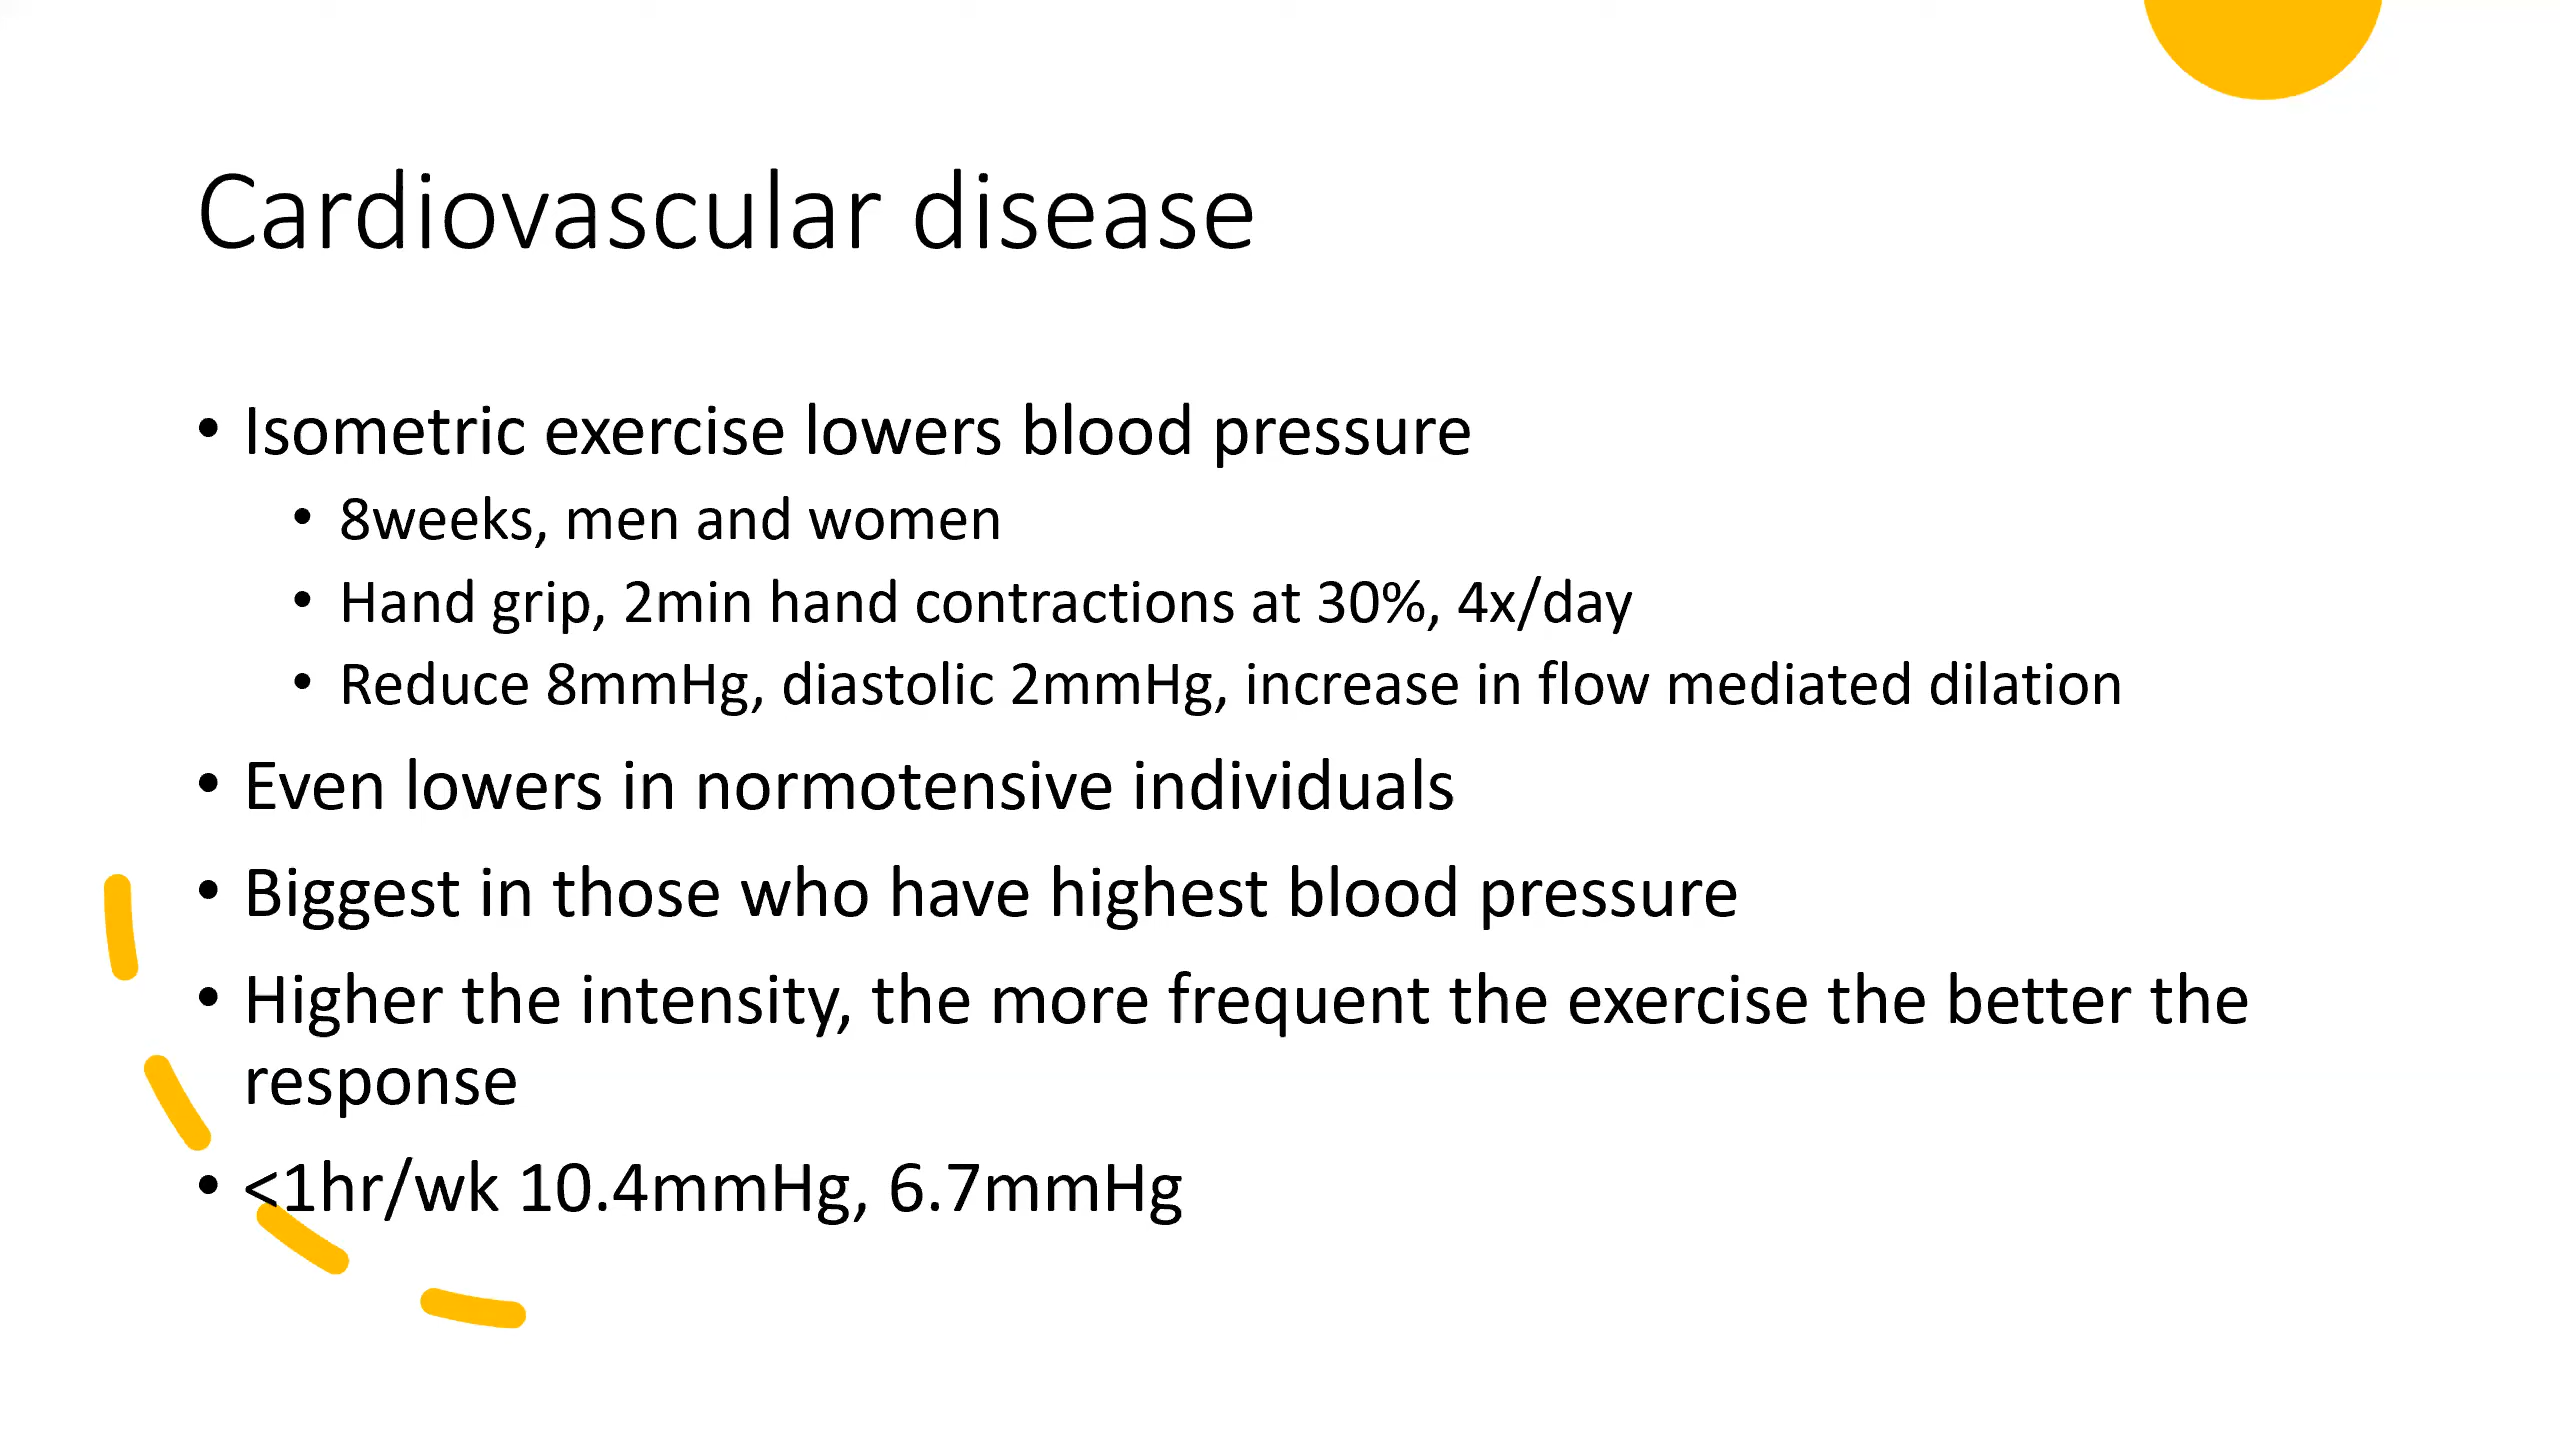 Cardiovascular disease
• Isometric exercise lowers blood pressure
• 8weeks, men and women
• Hand grip, 2min hand contractions at 30%, 4x/day
• Reduce 8mmHg, diastolic 2mmHg, increase in flow mediated dilation
• Even lowers in normotensive individuals
• Biggest in those who have highest blood pressure
• Higher the intensity, the more frequent the exercise the better the
response
• <1hr/wk 10.4mmHg, 6.7mmHg